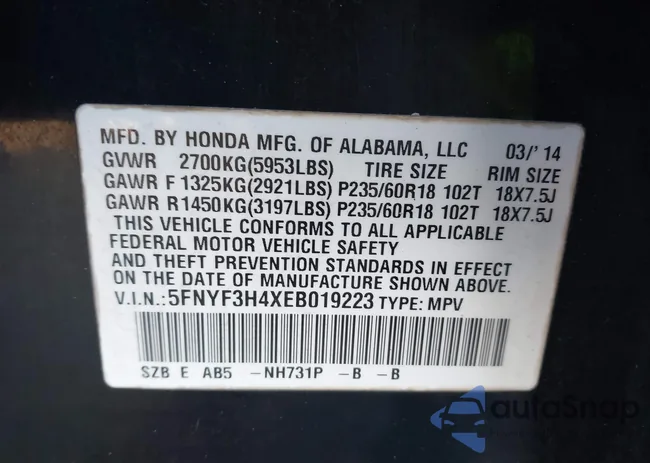 MFD. BY HONDA MFG. OF ALABAMA, LLC 03/' 14
GVWR 2700KG(5953LBS) TIRE SIZE RIM SIZE
GAWR F 1325KG(2921LBS) P235/60R18 102T 18X7.5J
GAWR R1450KG(3197LBS) P235/60R18 102T 18X7.5J
THIS VEHICLE CONFORMS TO ALL APPLICABLE
FEDERAL MOTOR VEHICLE SAFETY
AND THEFT PREVENTION STANDARDS IN EFFECT
ON THE DATE OF MANUFACTURE SHOWN ABOVE.
V.I.N.:5FNYF3H4XEB019223 TYPE: MPV
SZB E AB5 -NH731P -B -B
autoSnap